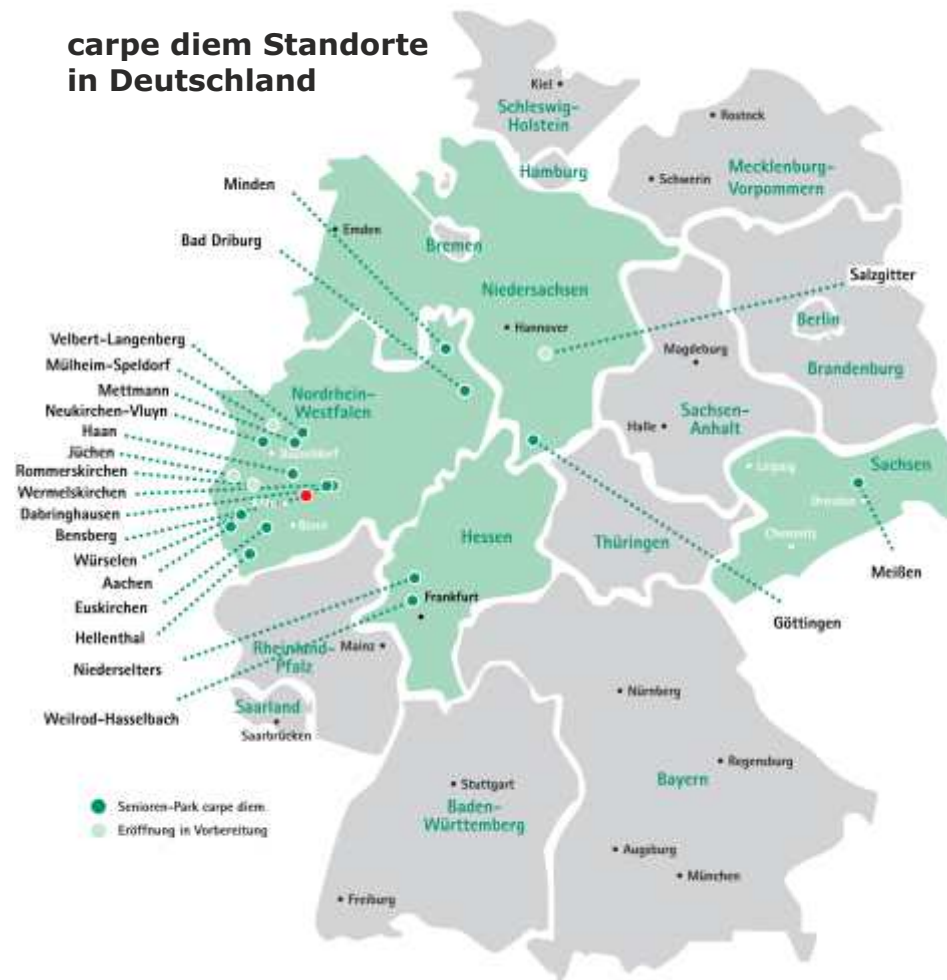 carpe diem Standorte
in Deutschland
Kiel
Schleswig-
Holstein
Rostock
Hamburg
Schwerin
Mecklenburg-
Vorpommern
Minden
Emden
Bremen
Bad Driburg
Niedersachsen
Salzgitter
Hannover
Berlin
Magdeburg
Brandenburg
Velbert-Langenberg
Mülheim-Speldorf
Mettmann
Neukirchen-Vluyn
Haan
Jüchen
Rommerskirchen
Wermelskirchen
Dabringhausen
Bensberg
Würselen
Aachen
Euskirchen
Hellenthal
Niederselters
Weilrod-Hasselbach
Nordrhein-
Westfalen
Düsseldorf
Bonn
Sachsen-
Anhalt
Halle
Leipzig
Sachsen
Dresden
Chemnitz
Meißen
Hessen
Thüringen
Göttingen
Frankfurt
Rheinland-
Pfalz
Mainz
Saarland
Saarbrücken
Nürnberg
Regensburg
Bayern
Stuttgart
Baden-
Württemberg
Augsburg
München
Freiburg
Senioren-Park carpe diem
Eröffnung in Vorbereitung